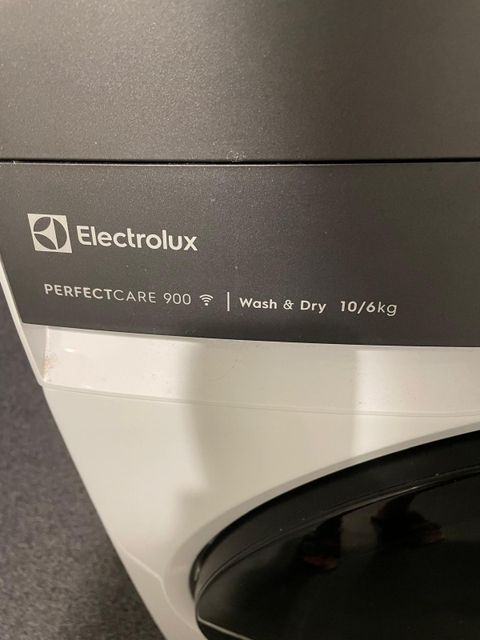 Electrolux
PERFECTCARE 900 | Wash & Dry 10/6kg